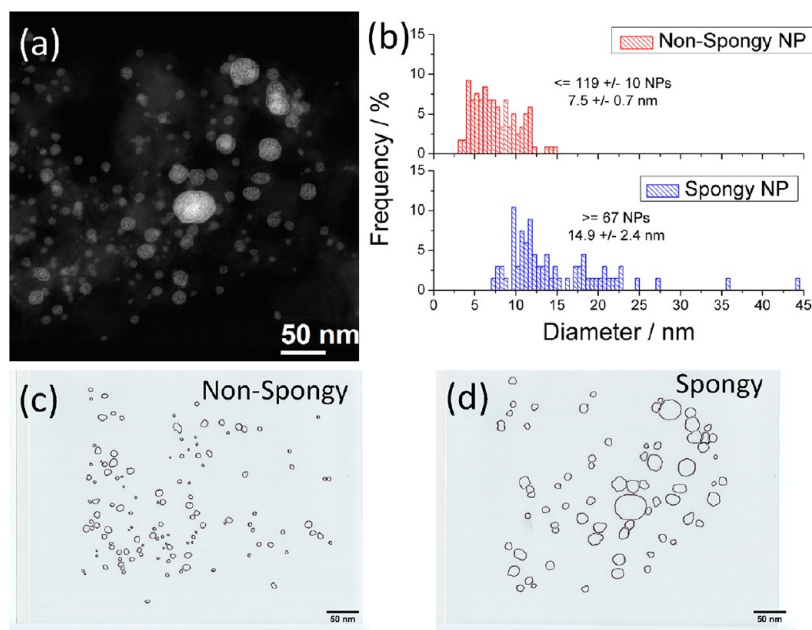 (a)
50 nm
(b)
Frequency / %
15
10
5
0
Non-Spongy NP
<= 119 +/- 10 NPs
7.5 +/- 0.7 nm
15
10
5
0
Spongy NP
>= 67 NPs
14.9 +/- 2.4 nm
0 5 10 15 20 25 30 35 40 45
Diameter / nm
(c)
Non-Spongy
50 nm
(d)
Spongy
50 nm